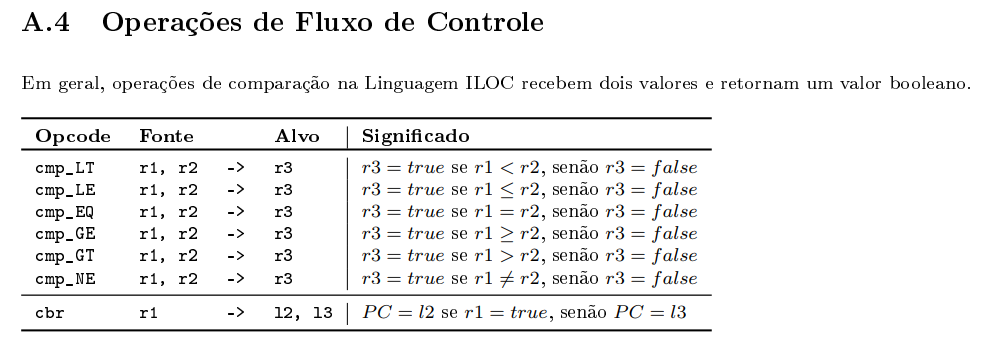 A.4 Operações de Fluxo de Controle
Em geral, operações de comparação na Linguagem ILOC recebem dois valores e retornam um valor booleano.
Opcode Fonte Alvo Significado
cmp_LT r1, r2 -> r3 r3 = true se r1 < r2, senão r3 = false
cmp_LE r1, r2 -> r3 r3 = true se r1 ≤ r2, senão r3 = false
cmp_EQ r1, r2 -> r3 r3 = true se r1 = r2, senão r3 = false
cmp_GE r1, r2 -> r3 r3 = true se r1 ≥ r2, senão r3 = false
cmp_GT r1, r2 -> r3 r3 = true se r1 > r2, senão r3 = false
cmp_NE r1, r2 -> r3 r3 = true se r1 ≠ r2, senão r3 = false
cbr r1 -> l2, l3 PC = l2 se r1 = true, senão PC = l3